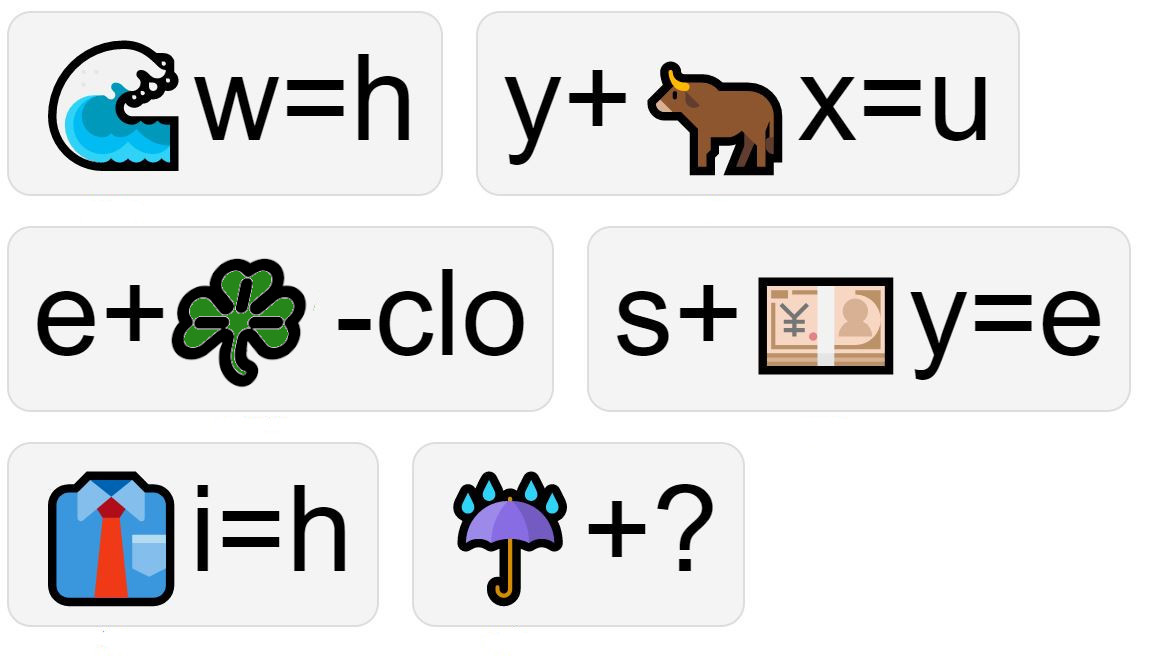 w=h y+ x=u
e+ -clo s+ ¥ y=e
i=h +?